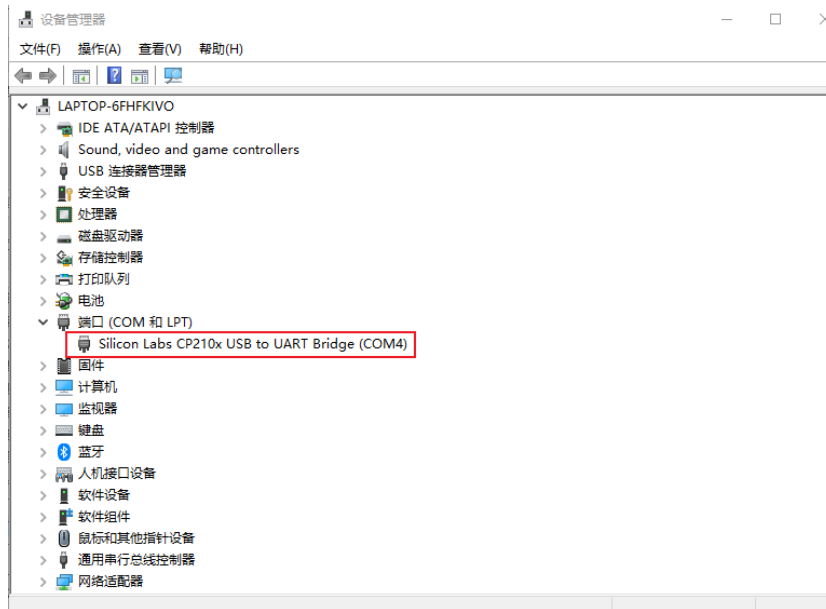 设备管理器
文件(F) 操作(A) 查看(V) 帮助(H)
LAPTOP-6FHFKIVO
IDE ATA/ATAPI 控制器
Sound, video and game controllers
USB 连接器管理器
安全设备
处理器
磁盘驱动器
存储控制器
打印队列
电池
端口 (COM 和 LPT)
Silicon Labs CP210x USB to UART Bridge (COM4)
固件
计算机
监视器
键盘
蓝牙
人机接口设备
软件设备
软件组件
鼠标和其他指针设备
通用串行总线控制器
网络适配器